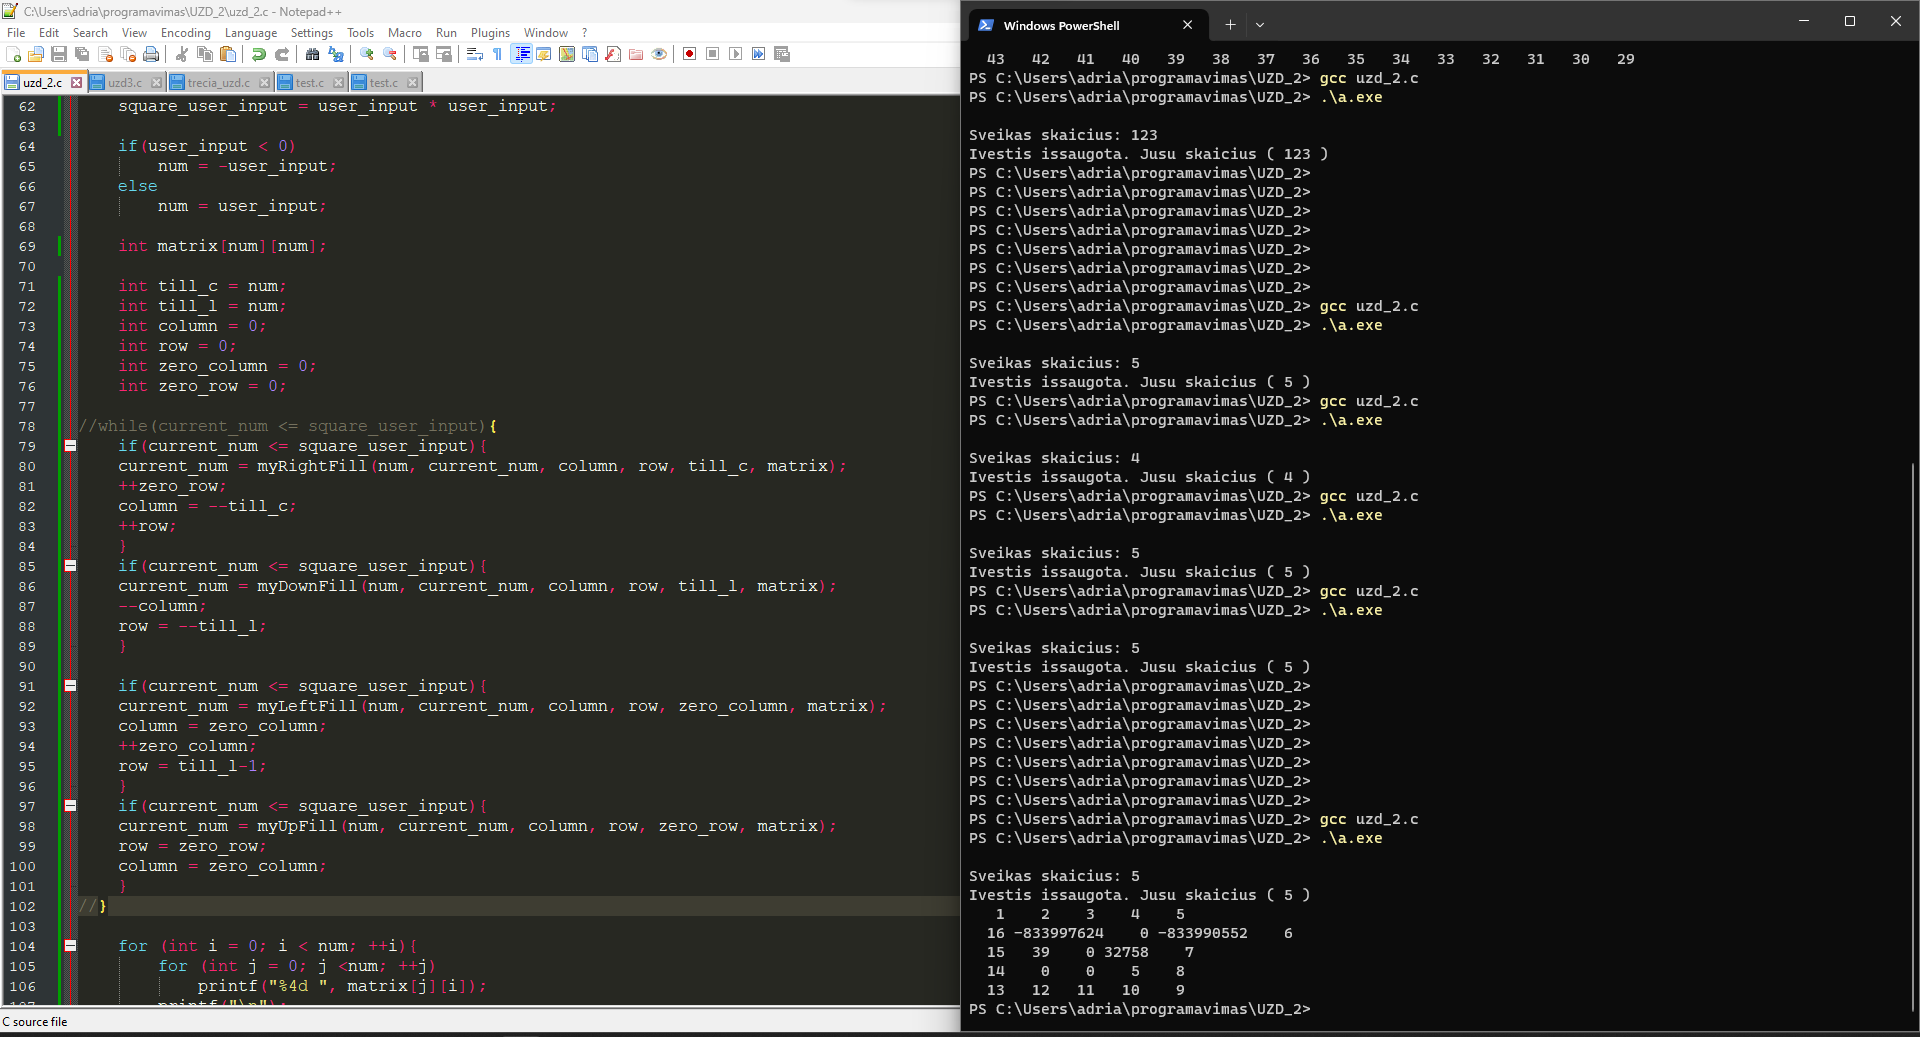 C:\Users\adria\programavimas\UZD_2\uzd_2.c - Notepad++
File Edit Search View Encoding Language Settings Tools Macro Run Plugins Window ?
uzd_2.c uzd3.c trecia_uzd.c test.c test.c
62 square_user_input = user_input * user_input;
63
64 if(user_input < 0)
65 num = -user_input;
66 else
67 num = user_input;
68
69 int matrix[num][num];
70
71 int till_c = num;
72 int till_l = num;
73 int column = 0;
74 int row = 0;
75 int zero_column = 0;
76 int zero_row = 0;
77
78 //while(current_num <= square_user_input){
79 if(current_num <= square_user_input){
80 current_num = myRightFill(num, current_num, column, row, till_c, matrix);
81 ++zero_row;
82 column = --till_c;
83 ++row;
84 }
85 if(current_num <= square_user_input){
86 current_num = myDownFill(num, current_num, column, row, till_l, matrix);
87 --column;
88 row = --till_l;
89 }
90
91 if(current_num <= square_user_input){
92 current_num = myLeftFill(num, current_num, column, row, zero_column, matrix);
93 column = zero_column;
94 ++zero_column;
95 row = till_l-1;
96 }
97 if(current_num <= square_user_input){
98 current_num = myUpFill(num, current_num, column, row, zero_row, matrix);
99 row = zero_row;
100 column = zero_column;
101 }
102 //}
103
104 for (int i = 0; i < num; ++i){
105 for (int j = 0; j <num; ++j)
106 printf("%4d ", matrix[j][i]);
107 printf("\n");
C source file
Windows PowerShell
43 42 41 40 39 38 37 36 35 34 33 32 31 30 29
PS C:\Users\adria\programavimas\UZD_2> gcc uzd_2.c
PS C:\Users\adria\programavimas\UZD_2> .\a.exe
Sveikas skaicius: 123
Ivestis issaugota. Jusu skaicius ( 123 )
PS C:\Users\adria\programavimas\UZD_2>
PS C:\Users\adria\programavimas\UZD_2>
PS C:\Users\adria\programavimas\UZD_2>
PS C:\Users\adria\programavimas\UZD_2>
PS C:\Users\adria\programavimas\UZD_2>
PS C:\Users\adria\programavimas\UZD_2>
PS C:\Users\adria\programavimas\UZD_2>
PS C:\Users\adria\programavimas\UZD_2> gcc uzd_2.c
PS C:\Users\adria\programavimas\UZD_2> .\a.exe
Sveikas skaicius: 5
Ivestis issaugota. Jusu skaicius ( 5 )
PS C:\Users\adria\programavimas\UZD_2> gcc uzd_2.c
PS C:\Users\adria\programavimas\UZD_2> .\a.exe
Sveikas skaicius: 4
Ivestis issaugota. Jusu skaicius ( 4 )
PS C:\Users\adria\programavimas\UZD_2> gcc uzd_2.c
PS C:\Users\adria\programavimas\UZD_2> .\a.exe
Sveikas skaicius: 5
Ivestis issaugota. Jusu skaicius ( 5 )
PS C:\Users\adria\programavimas\UZD_2> gcc uzd_2.c
PS C:\Users\adria\programavimas\UZD_2> .\a.exe
Sveikas skaicius: 5
Ivestis issaugota. Jusu skaicius ( 5 )
PS C:\Users\adria\programavimas\UZD_2>
PS C:\Users\adria\programavimas\UZD_2>
PS C:\Users\adria\programavimas\UZD_2>
PS C:\Users\adria\programavimas\UZD_2>
PS C:\Users\adria\programavimas\UZD_2>
PS C:\Users\adria\programavimas\UZD_2>
PS C:\Users\adria\programavimas\UZD_2>
PS C:\Users\adria\programavimas\UZD_2> gcc uzd_2.c
PS C:\Users\adria\programavimas\UZD_2> .\a.exe
Sveikas skaicius: 5
Ivestis issaugota. Jusu skaicius ( 5 )
1 2 3 4 5
16 -833997624 0 -833990552 6
15 39 0 32758 7
14 0 0 5 8
13 12 11 10 9
PS C:\Users\adria\programavimas\UZD_2>